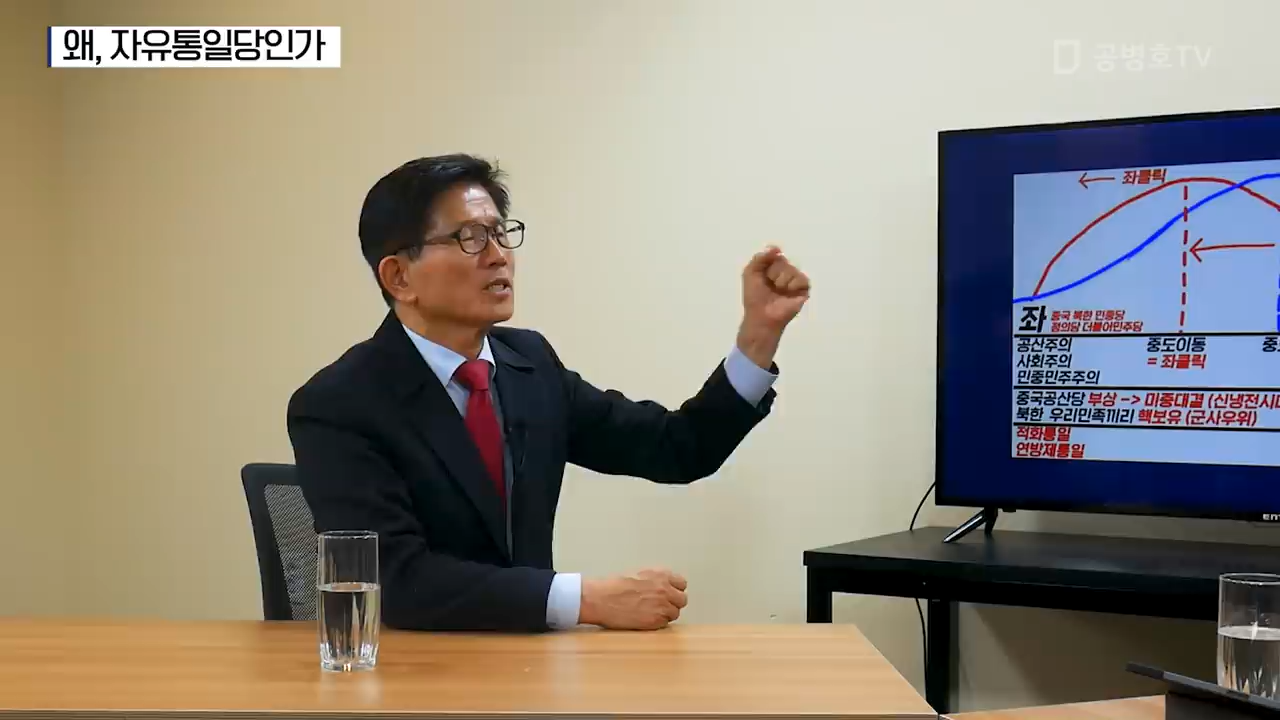 왜, 자유통일당인가
공병호TV
좌클릭
좌 중국 북한 민중당
정의당 더불어민주당
공산주의 중도이동
사회주의 = 좌클릭
민중민주주의
중국공산당 부상 -> 미중대결 (신냉전시대
북한 우리민족끼리 핵보유 (군사우위)
적화통일
연방제통일